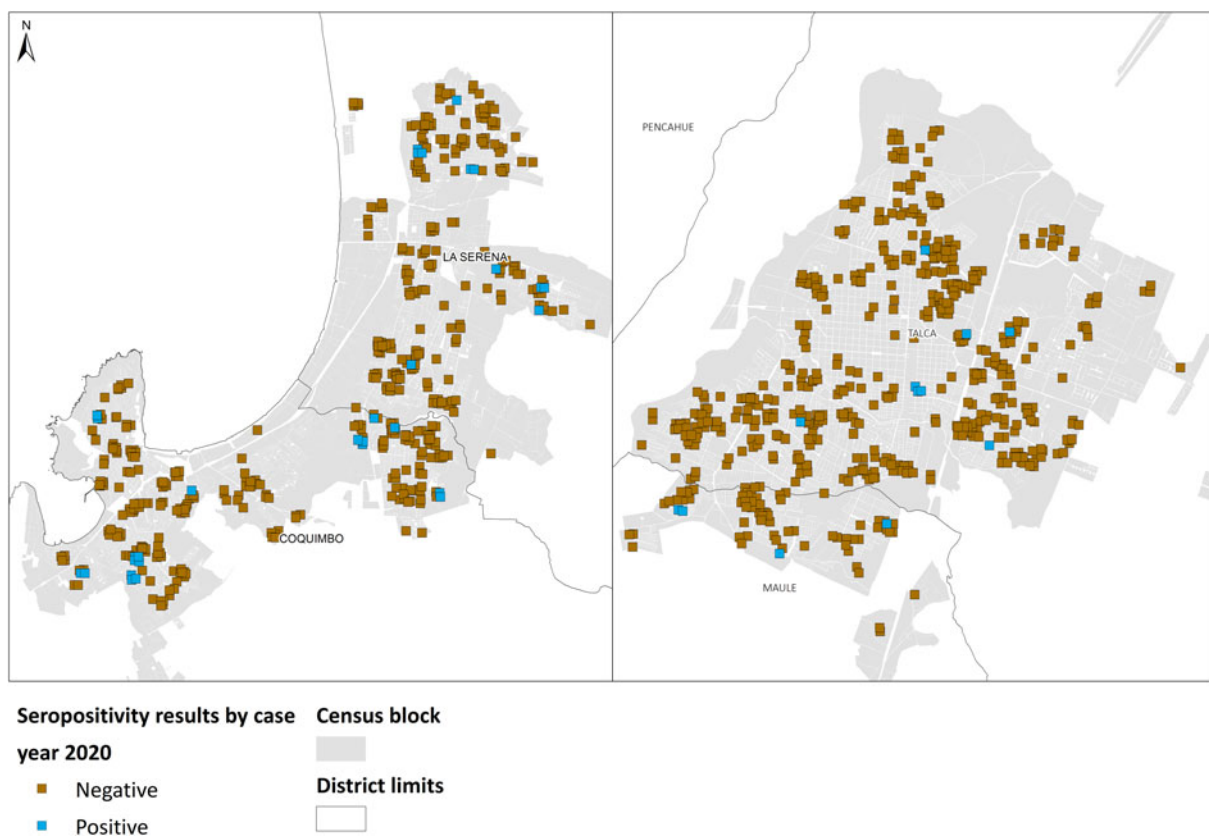 N
LA SERENA
COQUIMBO
PENCAHUE
TALCA
MAULE
Seropositivity results by case
year 2020
Negative
Positive
Census block
District limits